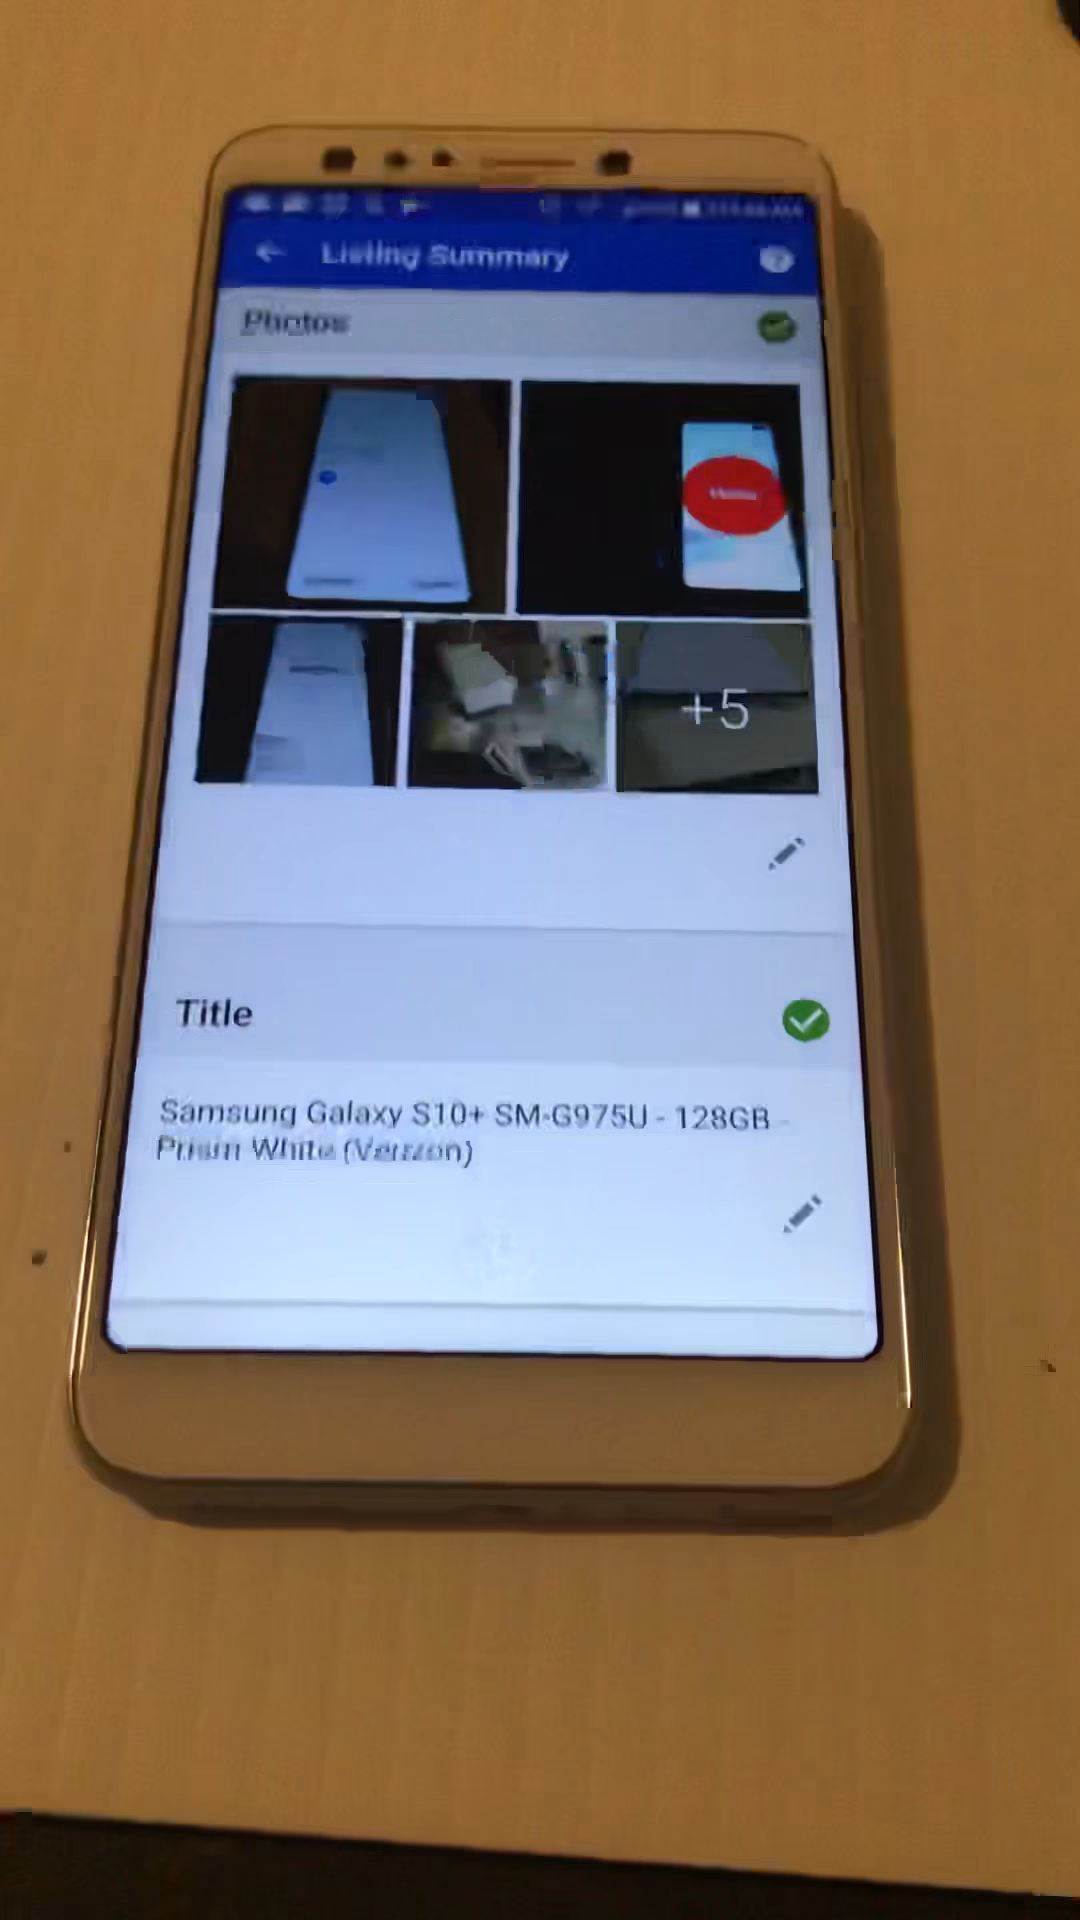 Listing Summary
Photos
+5
Title
Samsung Galaxy S10+ SM-G975U - 128GB -
Prism White (Verizon)